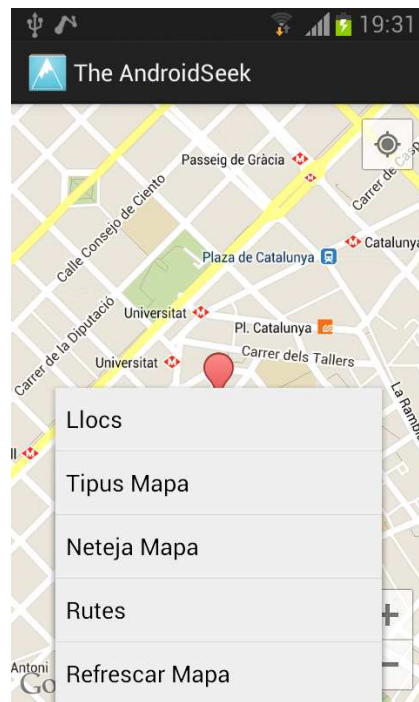 19:31
The AndroidSeek
Passeig de Gràcia
Carrer de Casp
Calle Consejo de Ciento
Catalunya
Plaza de Catalunya
Universitat
Carrer de la Diputació
Pl. Catalunya
Universitat
Carrer dels Tallers
La Rambla
Llocs
Tipus Mapa
Neteja Mapa
Rutes
+
Antoni
Refrescar Mapa
−
Go